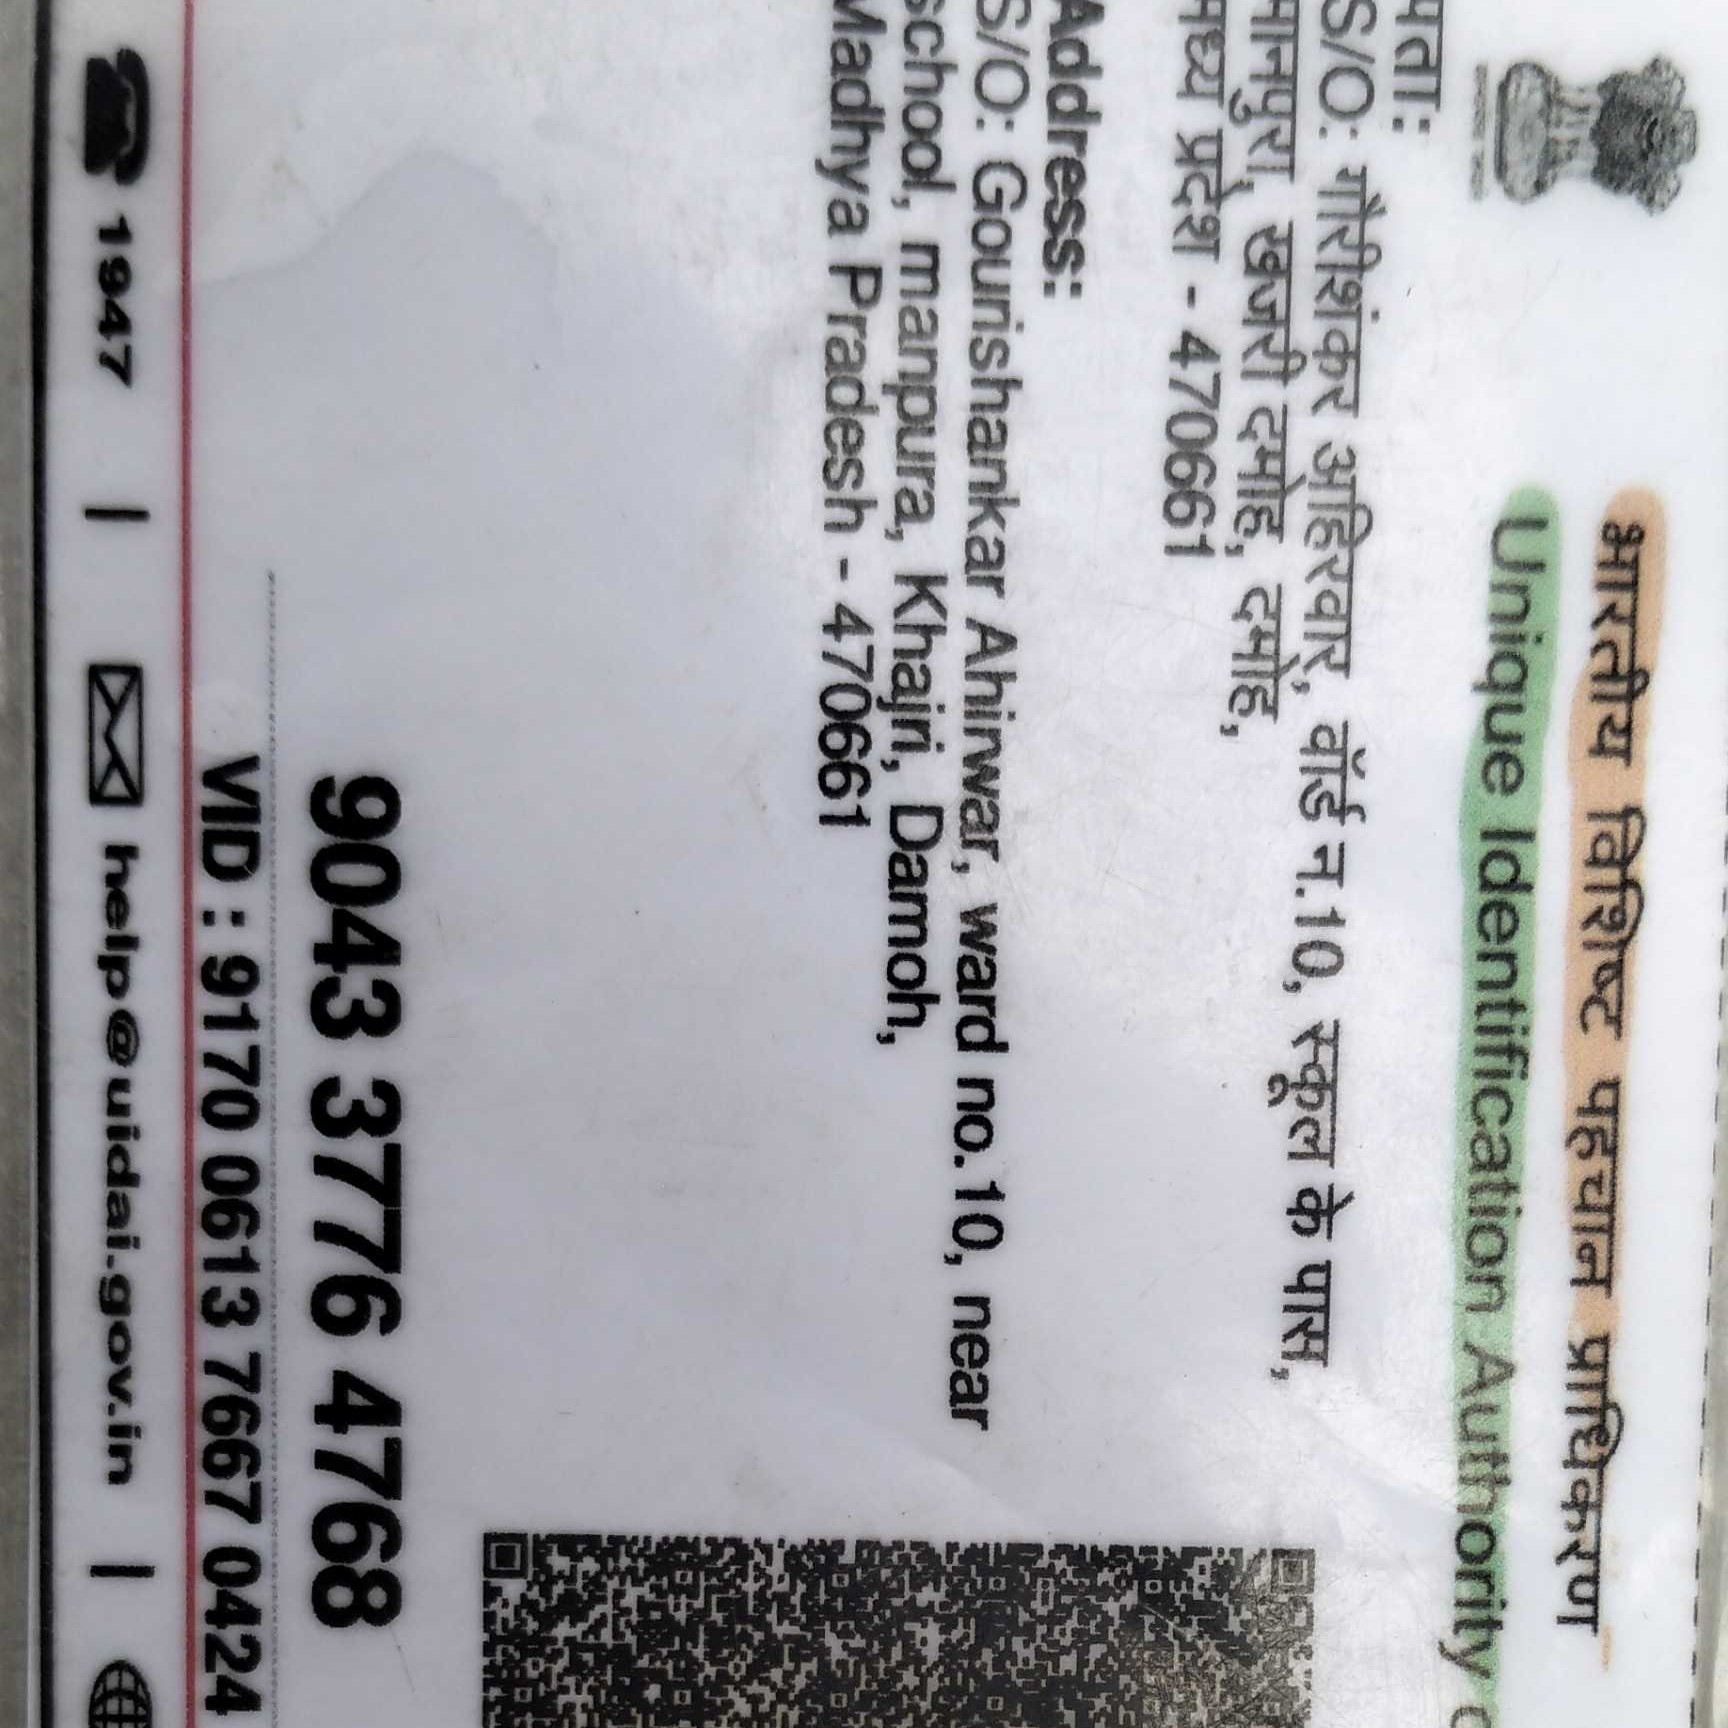 भारतीय विशिष्ट पहचान प्राधिकरण
Unique Identification Authority
पता:
S/O: गौरीशंकर अहिरवार, वॉर्ड न.10, स्कूल के पास,
मानपुरा, खजरी दमोह, दमोह,
मध्य प्रदेश - 470661
Address:
S/O: Gourishankar Ahirwar, ward no.10, near
school, manpura, Khajri, Damoh,
Madhya Pradesh - 470661
9043 3776 4768
VID : 9170 0613 7667 0424
1947 | help@uidai.gov.in |